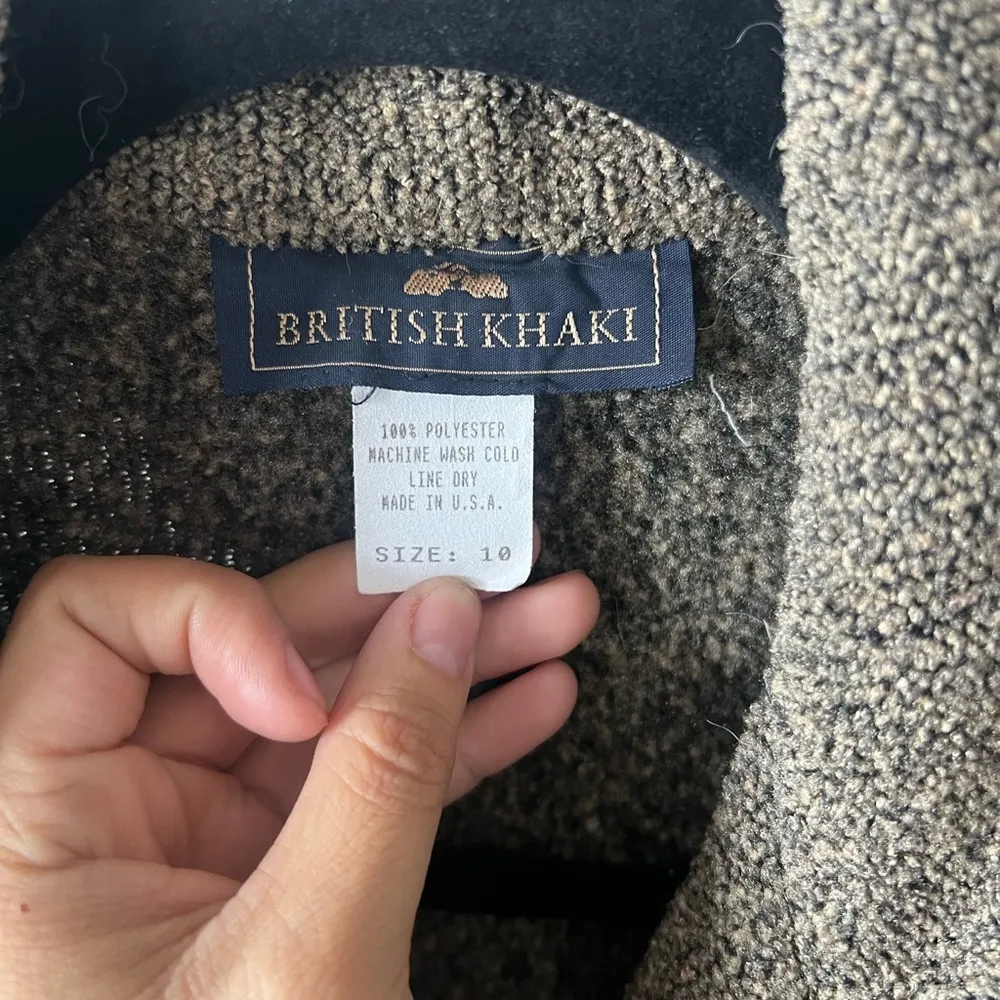 BRITISH KHAKI
100% POLYESTER
MACHINE WASH COLD
LINE DRY
MADE IN U.S.A.
SIZE: 10